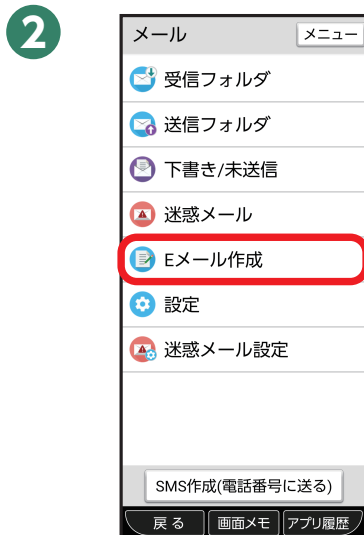 2
メール メニュー
受信フォルダ
送信フォルダ
下書き/未送信
迷惑メール
Eメール作成
設定
迷惑メール設定
SMS作成(電話番号に送る)
戻る 画面メモ アプリ履歴